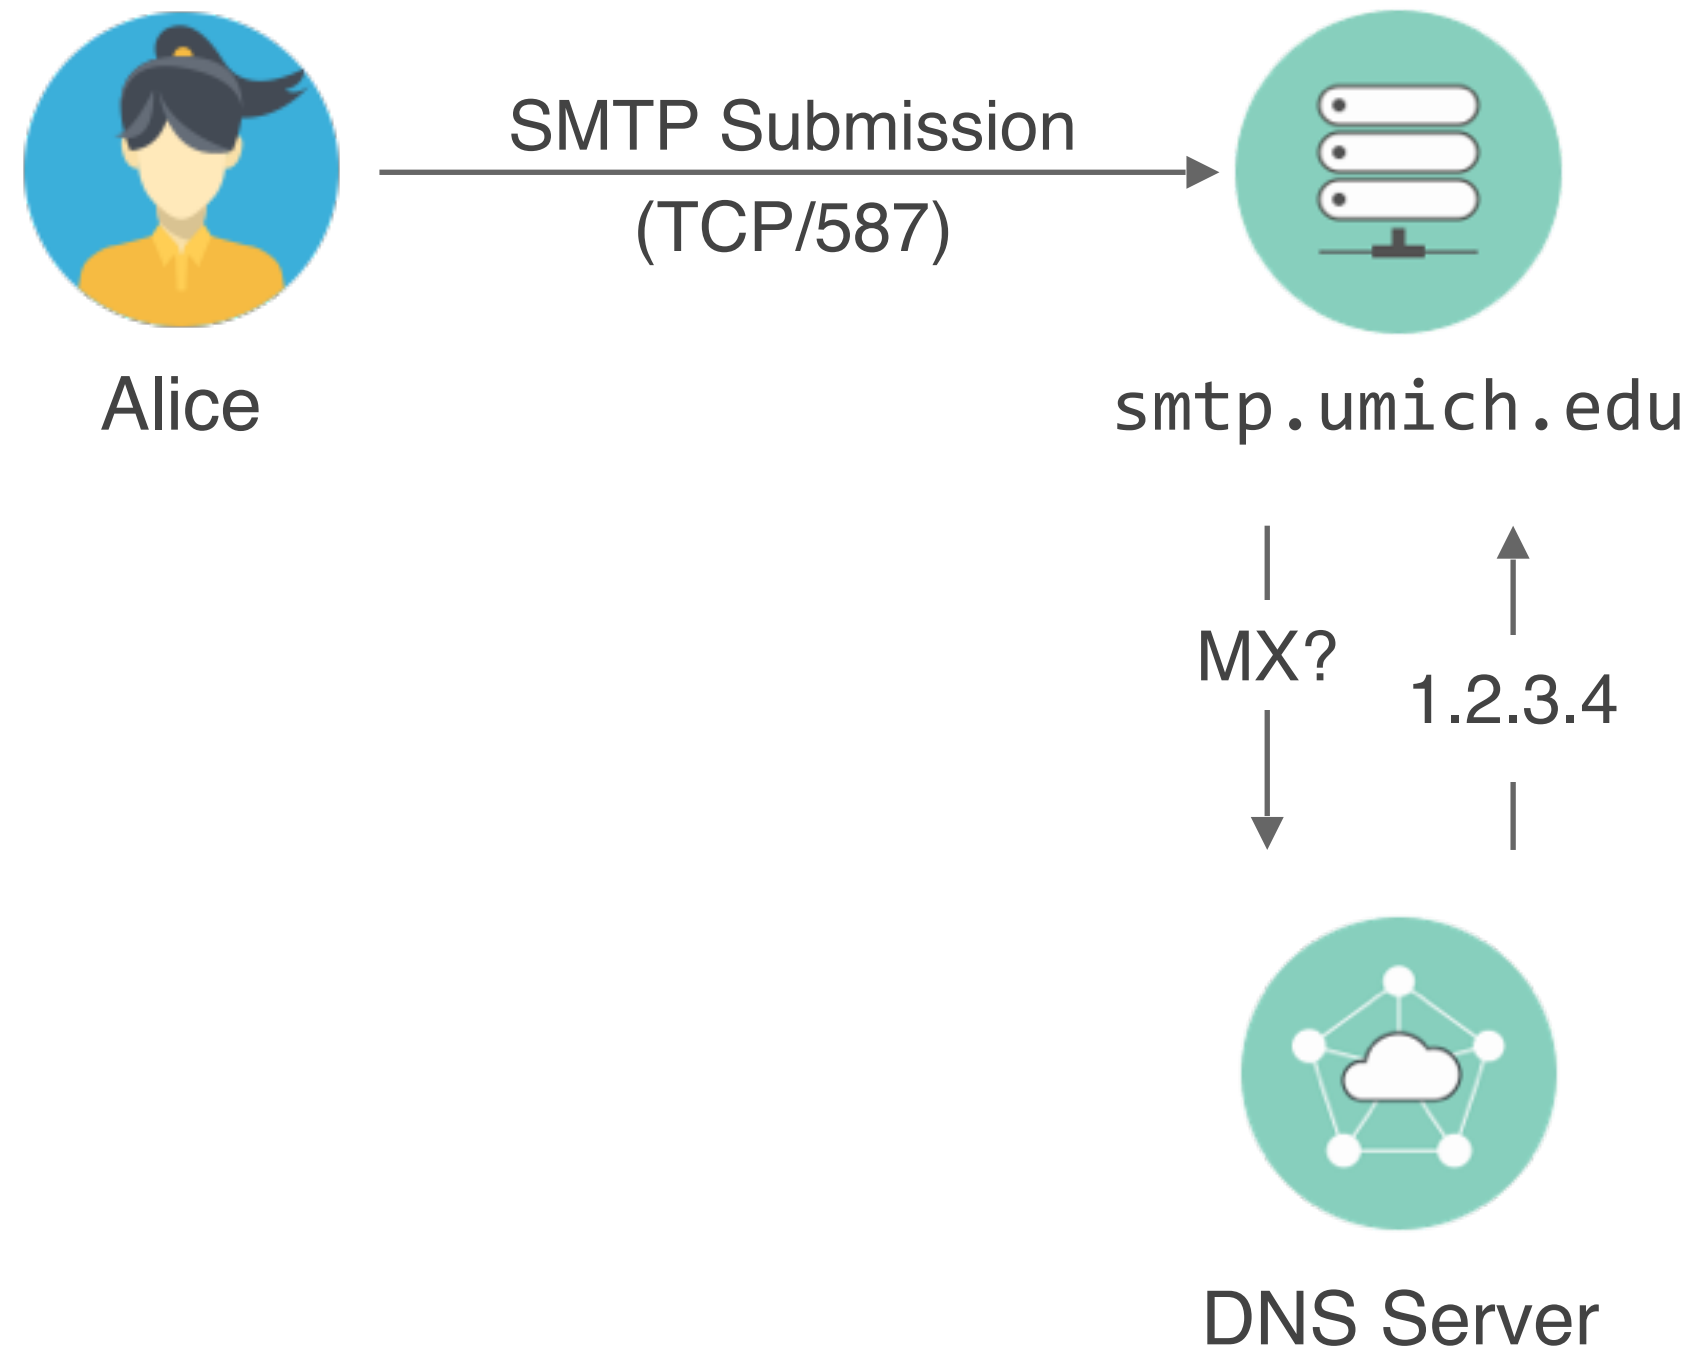 SMTP Submission
(TCP/587)
Alice
smtp.umich.edu
MX?
1.2.3.4
DNS Server